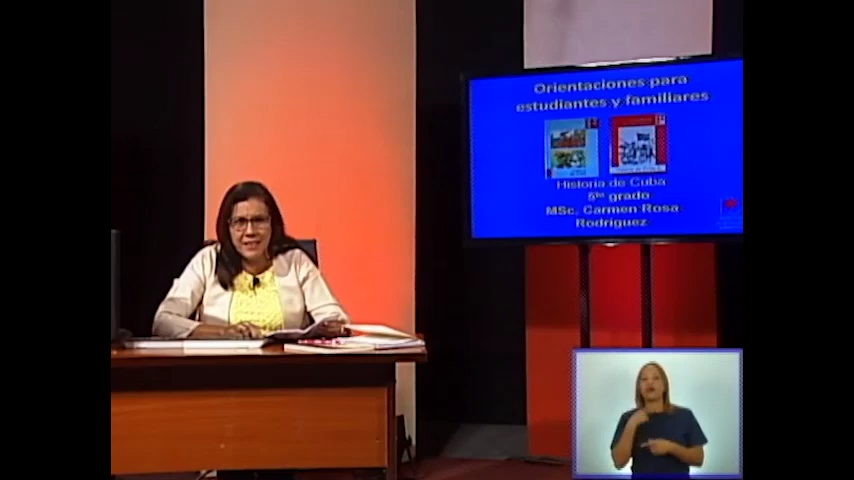 Orientaciones para
estudiantes y familiares
Historia de Cuba
5to grado
MSc. Carmen Rosa
Rodríguez